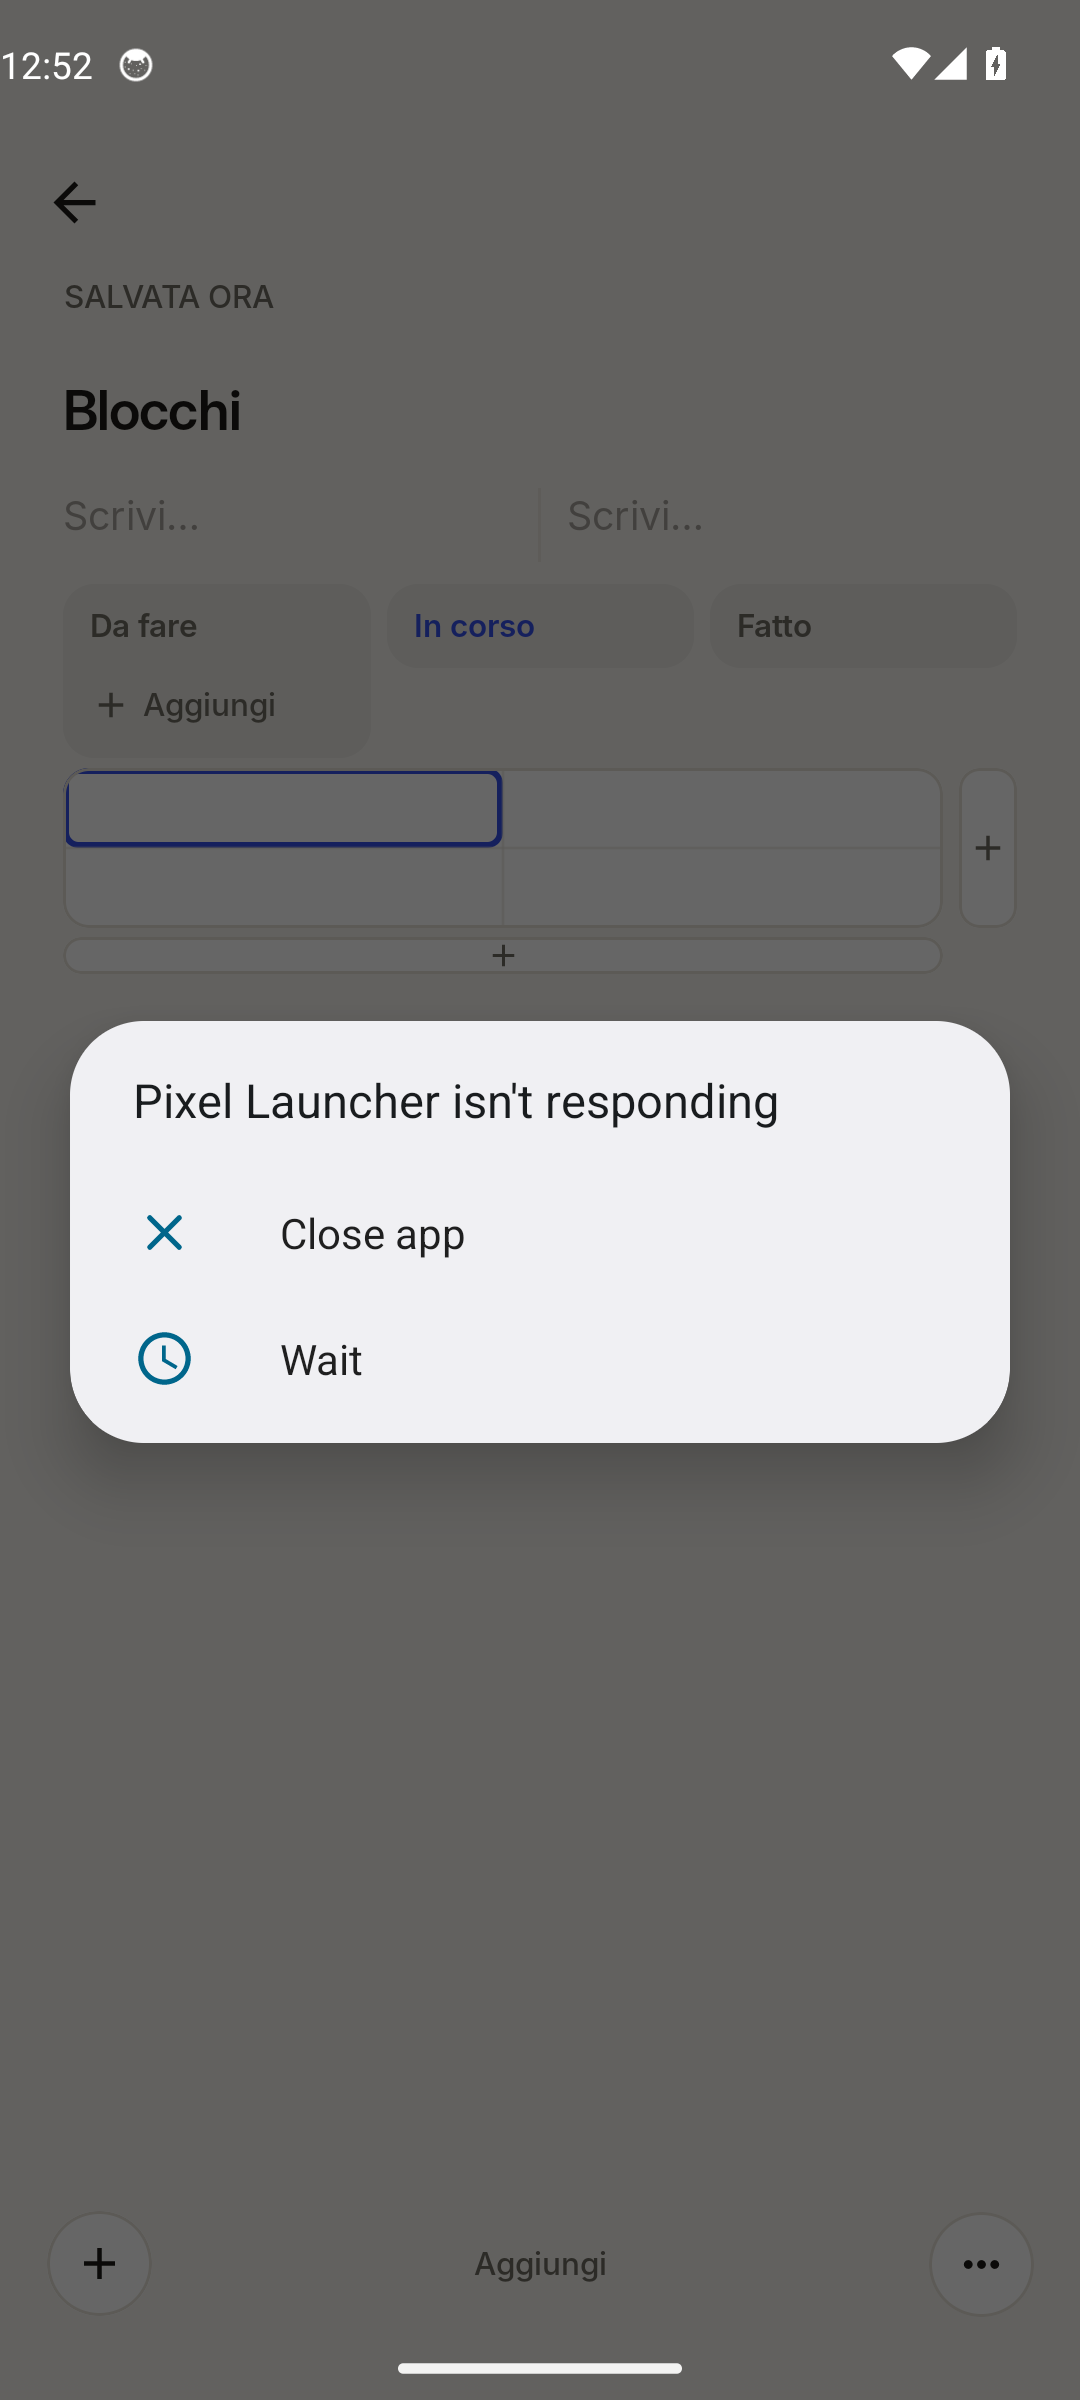 12:52
SALVATA ORA
Blocchi
Scrivi... Scrivi...
Da fare In corso Fatto
+ Aggiungi
+
+
Pixel Launcher isn't responding
Close app
Wait
+ Aggiungi ...